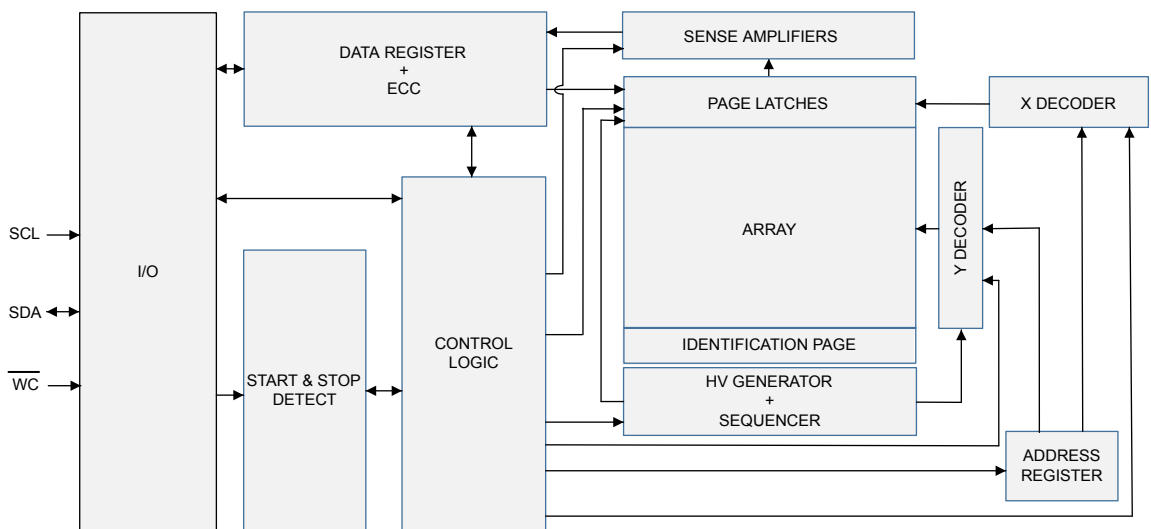 SCL
SDA
WC
I/O
DATA REGISTER
+
ECC
START & STOP
DETECT
CONTROL
LOGIC
SENSE AMPLIFIERS
PAGE LATCHES
ARRAY
IDENTIFICATION PAGE
HV GENERATOR
+
SEQUENCER
Y DECODER
X DECODER
ADDRESS
REGISTER